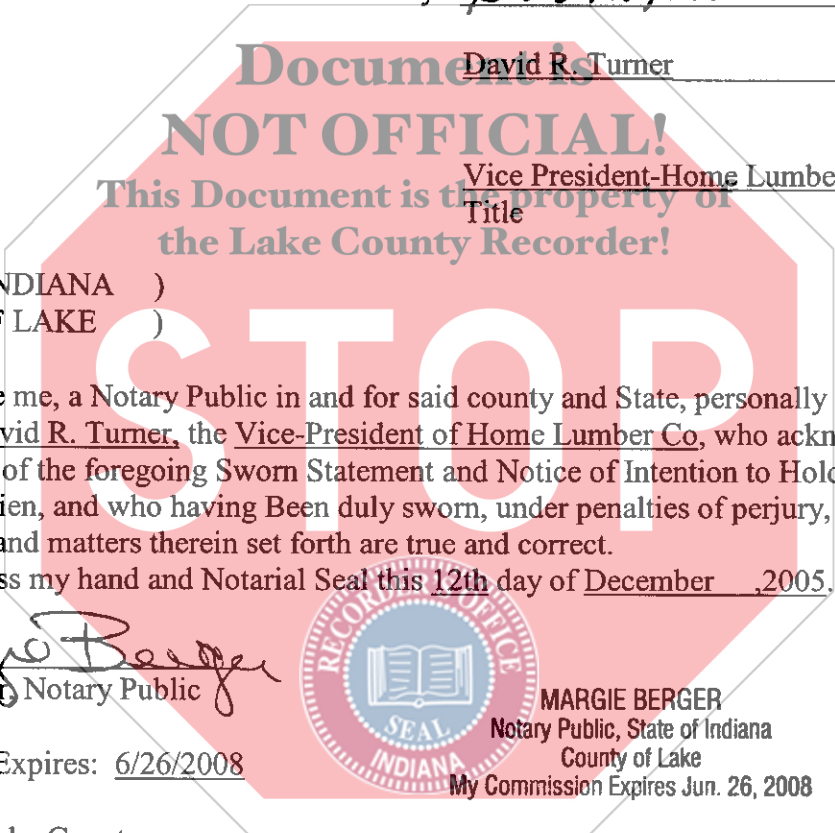 Document is
David R. Turner
NOT OFFICIAL!
Vice President-Home Lumbe
This Document is the property of
Title
the Lake County Recorder!
NDIANA )
LAKE )
STOP
e me, a Notary Public in and for said county and State, personally
vid R. Turner, the Vice-President of Home Lumber Co, who ackn
of the foregoing Sworn Statement and Notice of Intention to Hold
ien, and who having Been duly sworn, under penalties of perjury,
and matters therein set forth are true and correct.
ss my hand and Notarial Seal this 12th day of December ,2005.
RECORDER'S OFFICE
Berger
Notary Public
SEAL
INDIANA
MARGIE BERGER
Notary Public, State of Indiana
County of Lake
My Commission Expires Jun. 26, 2008
Expires: 6/26/2008